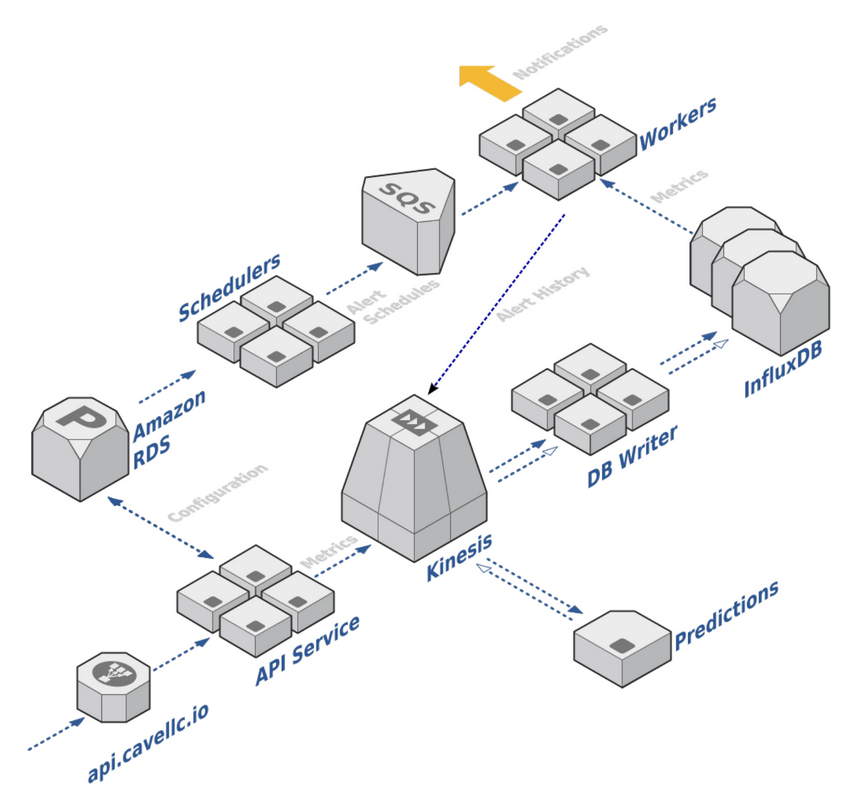 Notifications
Workers
SQS
Metrics
Schedulers
Alert
Schedules
Alert History
InfluxDB
P
Amazon
RDS
DB Writer
Configuration
Metrics
Kinesis
API Service
Predictions
api.cavellc.io